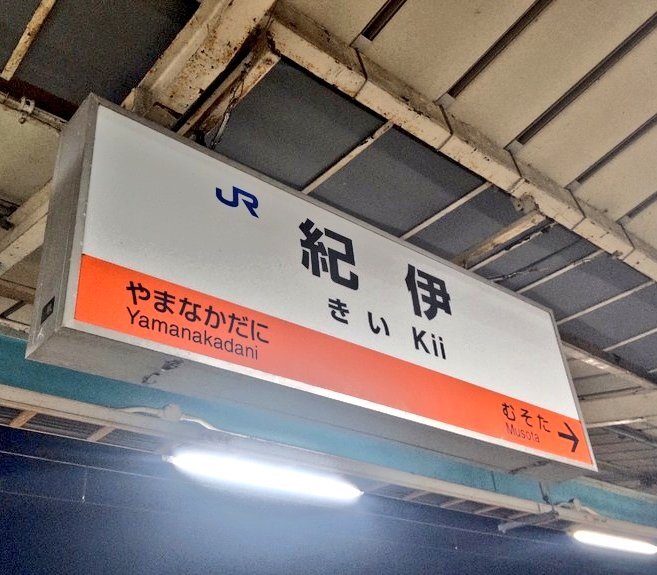 JR
紀伊
きい Kii
やまなかだに
Yamanakadani
むそた
Musota →